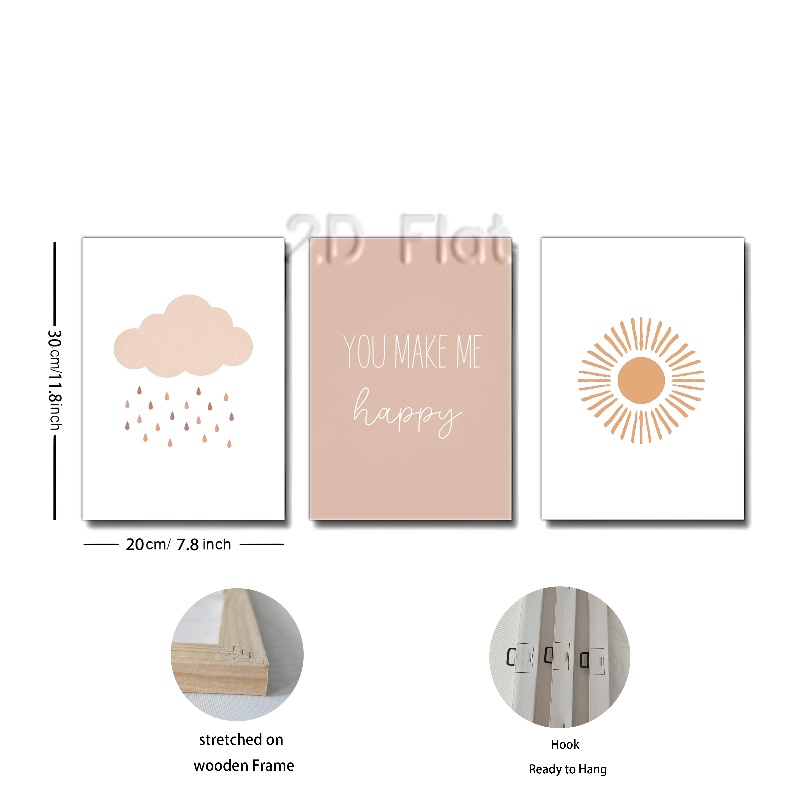 2D Flat
YOU MAKE ME
happy
30cm/11.8inch
20cm/ 7.8 inch
stretched on
wooden Frame
Hook
Ready to Hang